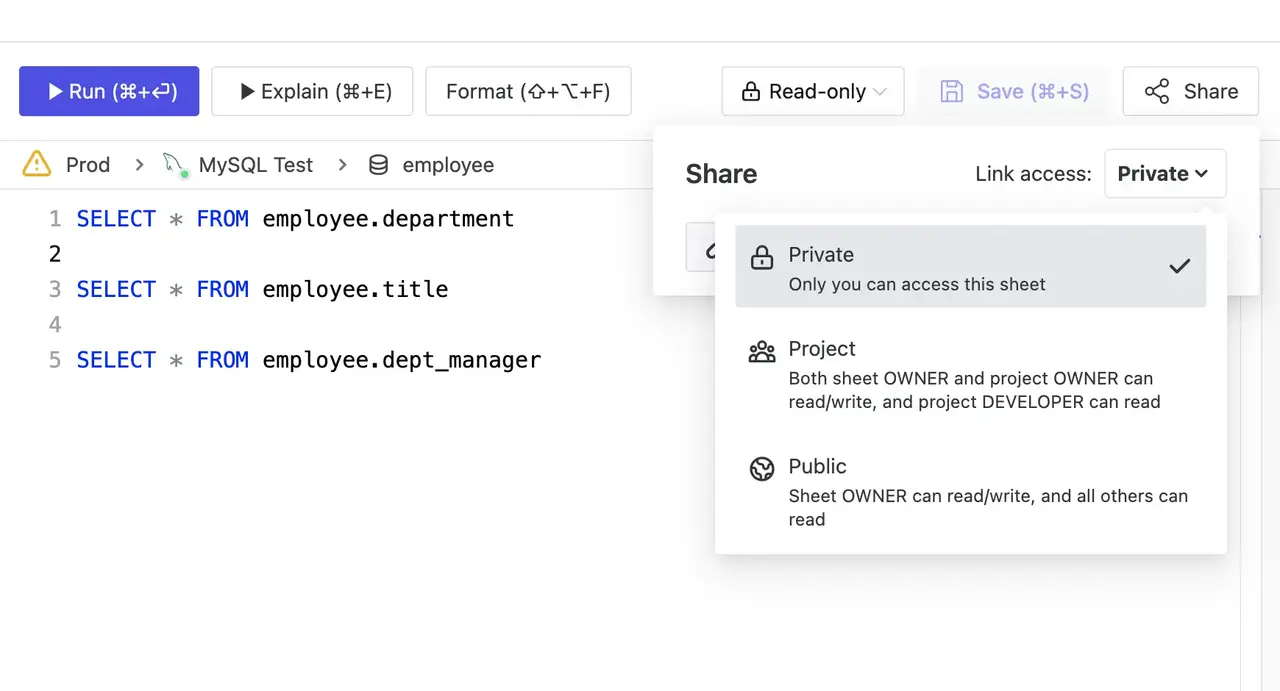 Run (⌘+⏎) Explain (⌘+E) Format (⇧+⌥+F) Read-only Save (⌘+S) Share
Prod > MySQL Test > employee
Share Link access: Private
1 SELECT * FROM employee.department
2
3 SELECT * FROM employee.title
4
5 SELECT * FROM employee.dept_manager
Private
Only you can access this sheet
Project
Both sheet OWNER and project OWNER can
read/write, and project DEVELOPER can read
Public
Sheet OWNER can read/write, and all others can
read